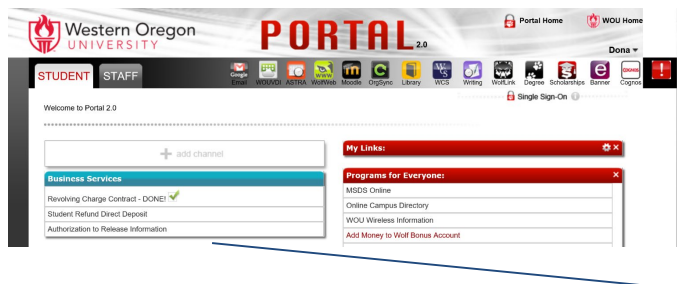 Western Oregon
UNIVERSITY
PORTAL 2.0
Portal Home
WOU Home
Dona
STUDENT
STAFF
Google
Email WOUVDI ASTRA WolfWeb Moodle OrgSync Library WCS Writing WolfLink Degree Scholarships Banner Cognos
Single Sign-On
Welcome to Portal 2.0
add channel
My Links:
Business Services
Revolving Charge Contract - DONE!
Student Refund Direct Deposit
Authorization to Release Information
Programs for Everyone:
MSDS Online
Online Campus Directory
WOU Wireless Information
Add Money to Wolf Bonus Account